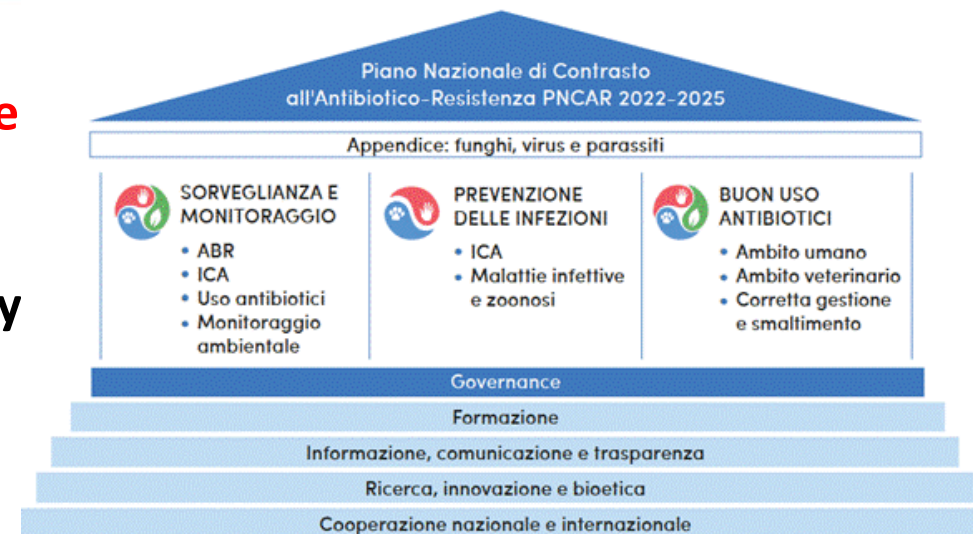 Piano Nazionale di Contrasto
all'Antibiotico-Resistenza PNCAR 2022-2025
e
Appendice: funghi, virus e parassiti
SORVEGLIANZA E
MONITORAGGIO
• ABR
• ICA
• Uso antibiotici
• Monitoraggio
ambientale
PREVENZIONE
DELLE INFEZIONI
• ICA
• Malattie infettive
e zoonosi
BUON USO
ANTIBIOTICI
• Ambito umano
• Ambito veterinario
• Corretta gestione
e smaltimento
y
Governance
Formazione
Informazione, comunicazione e trasparenza
Ricerca, innovazione e bioetica
Cooperazione nazionale e internazionale